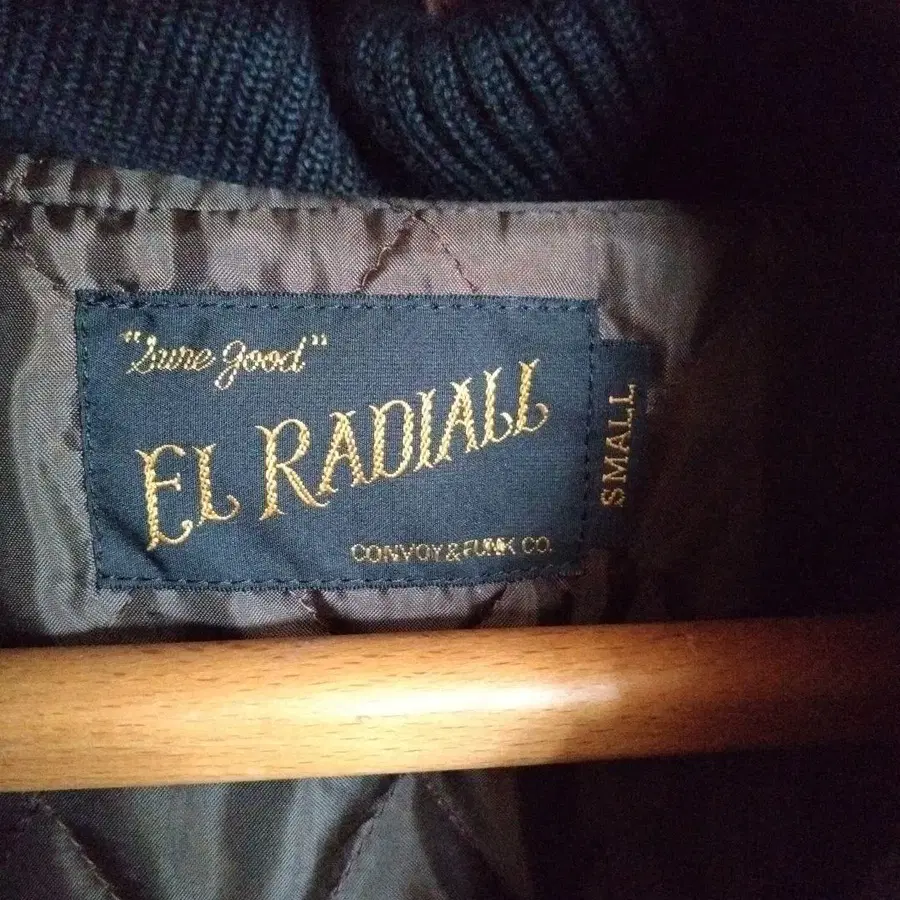 "Sure good"
EL RADIALL
CONVOY & FUNK CO.
SMALL